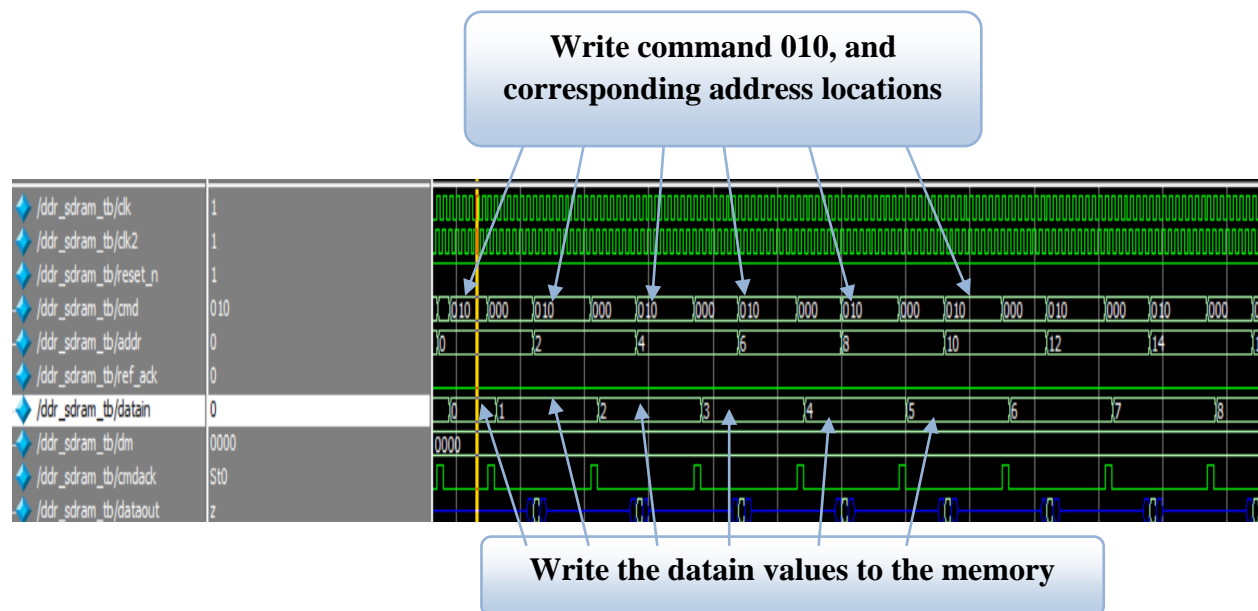 Write command 010, and
corresponding address locations
/ddr_sdram_tb/clk 1
/ddr_sdram_tb/clk2 1
/ddr_sdram_tb/reset_n 1
/ddr_sdram_tb/cmd 010 010 000 010 000 010 000 010 000 010 000 010 000 010 000 010 000
/ddr_sdram_tb/addr 0 0 2 4 6 8 10 12 14
/ddr_sdram_tb/ref_ack 0
/ddr_sdram_tb/datain 0 0 1 2 3 4 5 6 7 8
/ddr_sdram_tb/dm 0000 0000
/ddr_sdram_tb/cmdack St0
/ddr_sdram_tb/dataout z
Write the datain values to the memory